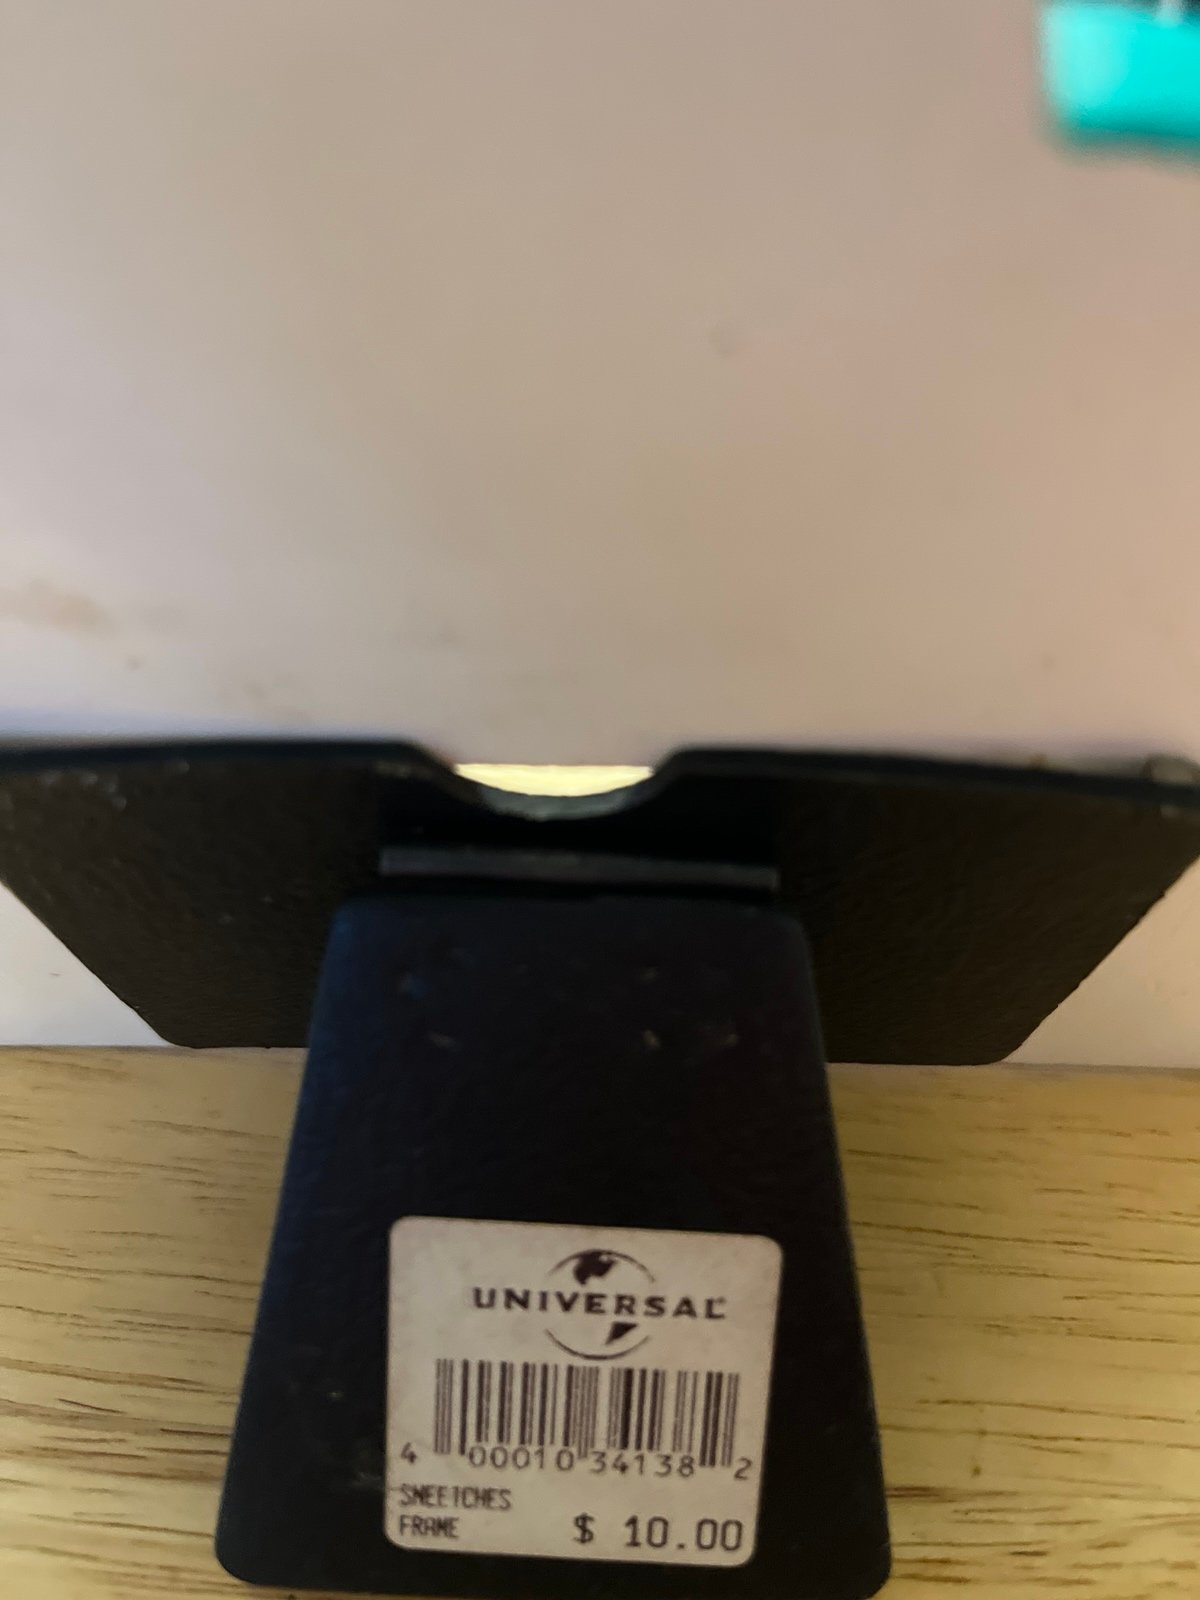 UNIVERSAL
4 00010 34138 2
SNEETCHES
FRAME
$ 10.00